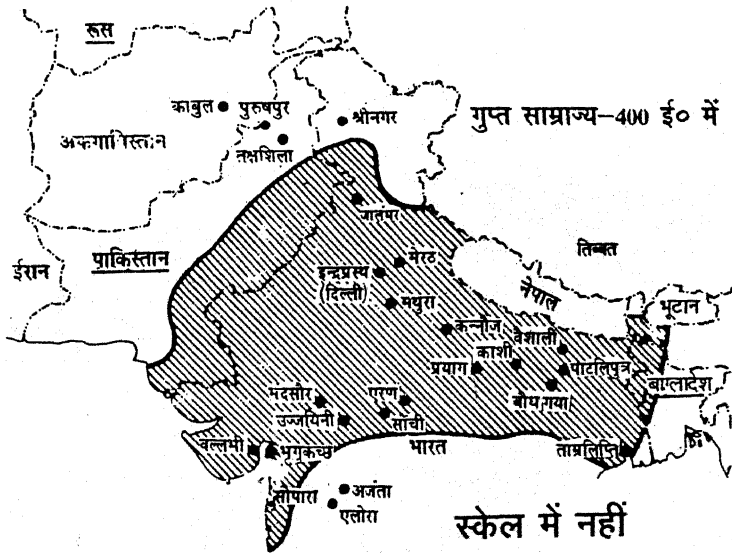 रूस
काबुल
पुरुषपुर
श्रीनगर
गुप्त साम्राज्य–400 ई० में
अफगानिस्तान
तक्षशिला
जालंधर
तिब्बत
ईरान
पाकिस्तान
मेरठ
इन्द्रप्रस्थ
(दिल्ली)
नेपाल
मथुरा
भूटान
कन्नौज
वैशाली
काशी
प्रयाग
पाटलिपुत्र
बांग्लादेश
बोध गया
मदसौर
एरण
उज्जयिनी
साँची
वल्लभी
भृगुकच्छ
भारत
ताम्रलिप्ति
सोपारा
अजंता
एलोरा
स्केल में नहीं